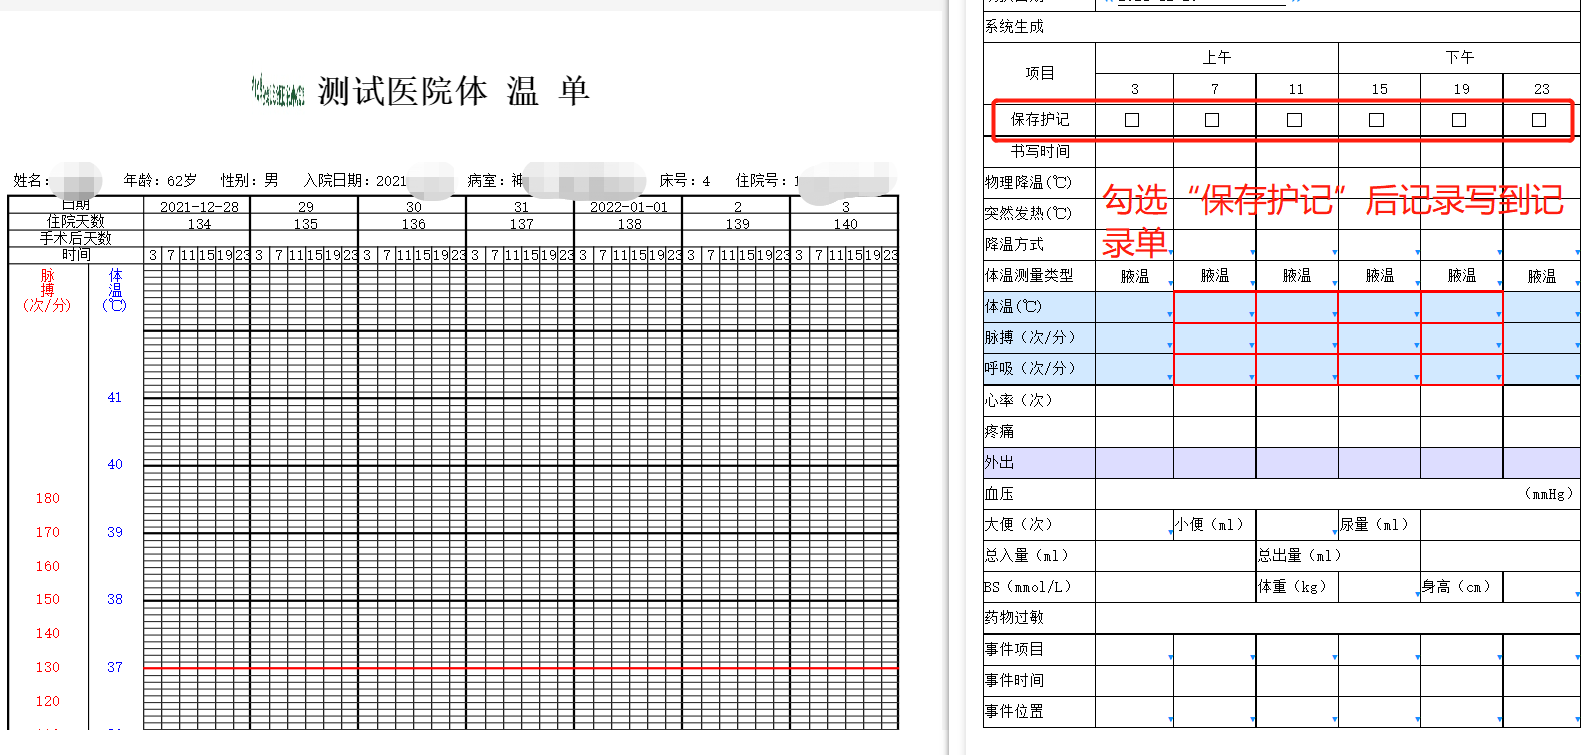 测试医院体 温 单
姓名: 年龄: 62岁 性别: 男 入院日期: 2021 病室: 神 床号: 4 住院号: 1
日期 2021-12-28 29 30 31 2022-01-01 2 3
住院天数 134 135 136 137 138 139 140
手术后天数
时间 3 7 11 15 19 23 3 7 11 15 19 23 3 7 11 15 19 23 3 7 11 15 19 23 3 7 11 15 19 23 3 7 11 15 19 23 3 7 11 15 19 23
脉搏(次/分) 体温(℃)
41
40
180
170 39
160
150 38
140
130 37
120
系统生成
项目 上午 下午
3 7 11 15 19 23
保存护记
书写时间
物理降温(℃)
突然发热(℃)
降温方式
勾选“保存护记”后记录写到记
录单
体温测量类型 腋温 腋温 腋温 腋温 腋温 腋温
体温(℃)
脉搏（次/分）
呼吸（次/分）
心率（次）
疼痛
外出
血压 （mmHg）
大便（次） 小便（ml） 尿量（ml）
总入量（ml） 总出量（ml）
BS（mmol/L） 体重（kg） 身高（cm）
药物过敏
事件项目
事件时间
事件位置